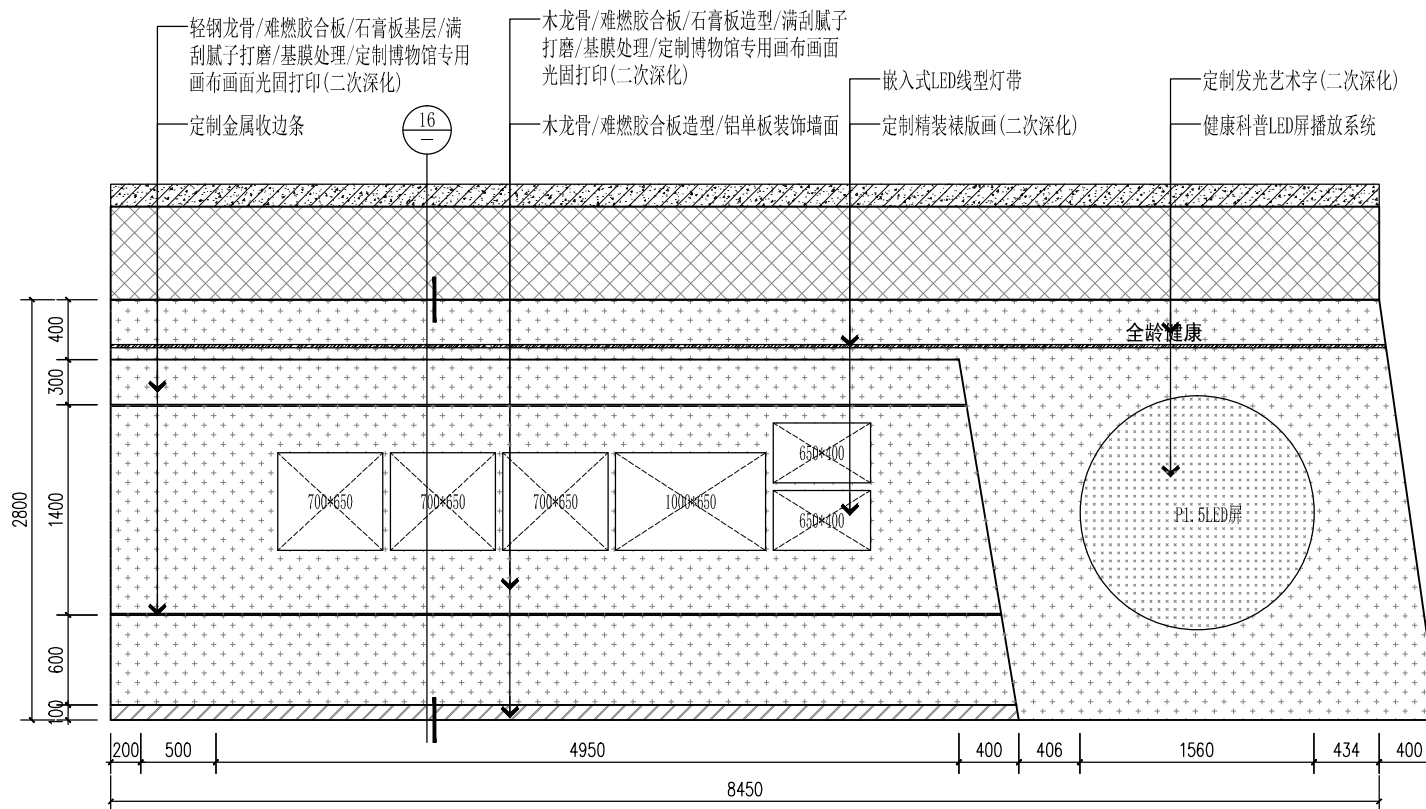 轻钢龙骨/难燃胶合板/石膏板基层/满
刮腻子打磨/基膜处理/定制博物馆专用
画布画面光固打印(二次深化)
定制金属收边条
16
木龙骨/难燃胶合板/石膏板造型/满刮腻子
打磨/基膜处理/定制博物馆专用画布画面
光固打印(二次深化)
木龙骨/难燃胶合板造型/铝单板装饰墙面
嵌入式LED线型灯带
定制精装裱版画(二次深化)
定制发光艺术字(二次深化)
健康科普LED屏播放系统
全龄健康
700*650
700*650
700*650
1000*650
650*400
650*400
P1.5LED屏
2800
400
300
1400
600
100
200
500
4950
400
406
1560
434
400
8450